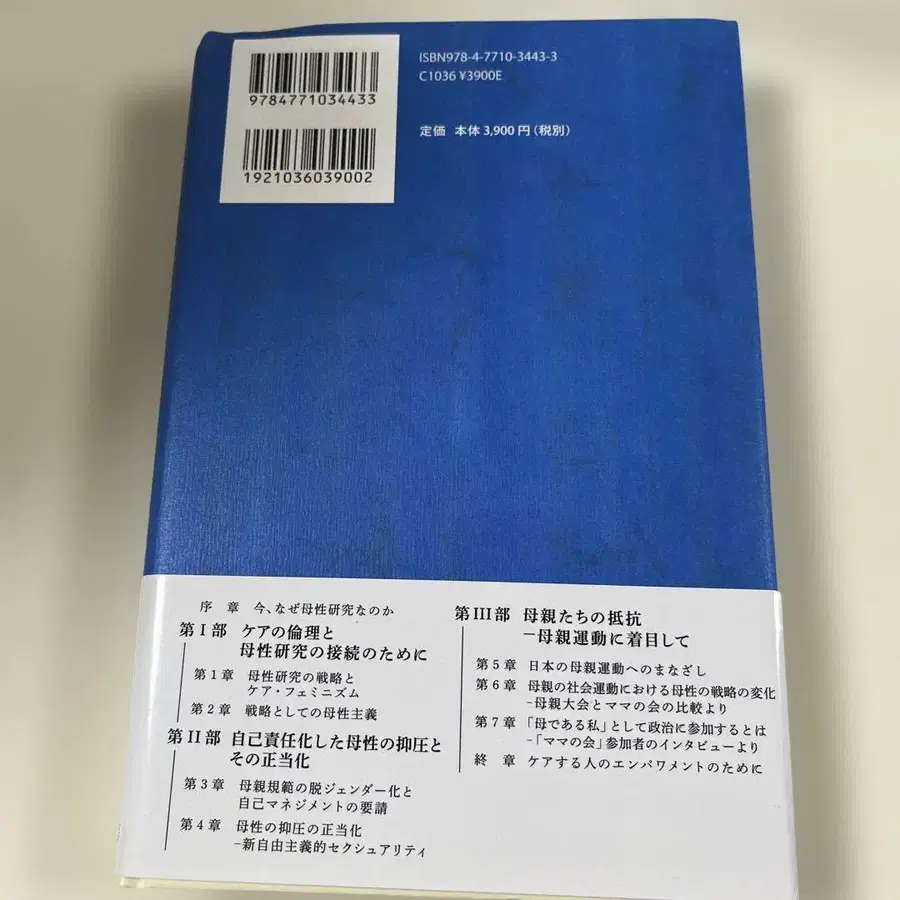 9784771034433
1921036039002
ISBN978-4-7710-3443-3
C1036 ¥3900E
定価 本体3,900円(税別)
序 章 今、なぜ母性研究なのか
第I部 ケアの倫理と
母性研究の接続のために
第1章 母性研究の戦略と
ケア・フェミニズム
第2章 戦略としての母性主義
第II部 自己責任化した母性の抑圧と
その正当化
第3章 母親規範の脱ジェンダー化と
自己マネジメントの要請
第4章 母性の抑圧の正当化
−新自由主義的セクシュアリティ
第III部 母親たちの抵抗
−母親運動に着目して
第5章 日本の母親運動へのまなざし
第6章 母親の社会運動における母性の戦略の変化
−母親大会とママの会の比較より
第7章 「母である私」として政治に参加するとは
−「ママの会」参加者のインタビューより
終 章 ケアする人のエンパワメントのために